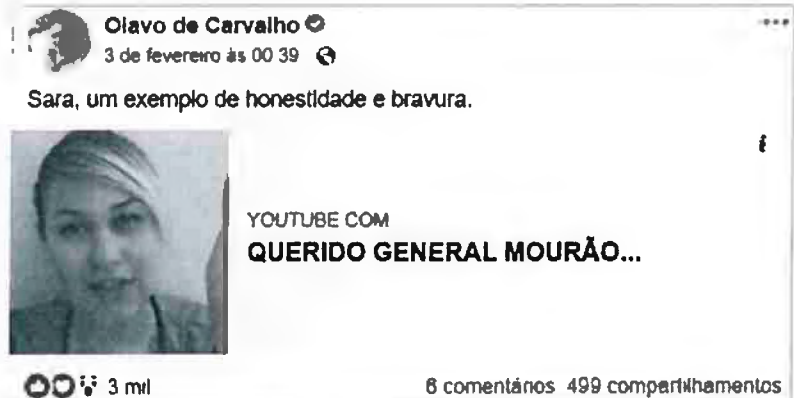 Olavo de Carvalho
3 de fevereiro às 00 39
Sara, um exemplo de honestidade e bravura.
YOUTUBE COM
QUERIDO GENERAL MOURÃO...
3 mil
6 comentários 499 compartilhamentos